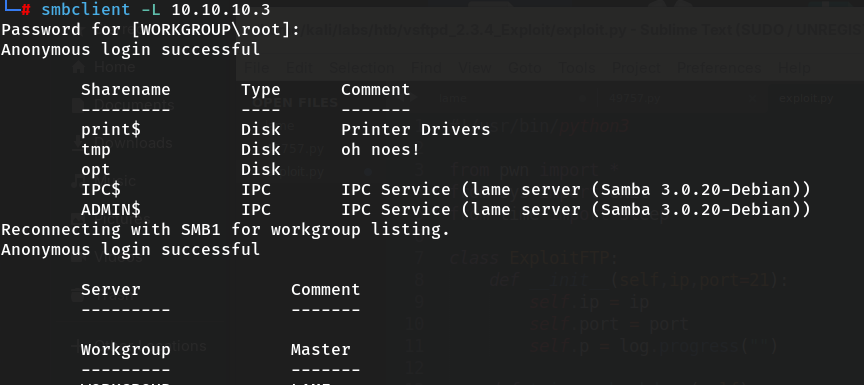 # smbclient -L 10.10.10.3
Password for [WORKGROUP\root]:
Anonymous login successful
Sharename Type Comment
--------- ---- -------
print$ Disk Printer Drivers
tmp Disk oh noes!
opt Disk
IPC$ IPC IPC Service (lame server (Samba 3.0.20-Debian))
ADMIN$ IPC IPC Service (lame server (Samba 3.0.20-Debian))
Reconnecting with SMB1 for workgroup listing.
Anonymous login successful
Server Comment
--------- -------
Workgroup Master
--------- -------
WORKGROUP LAME